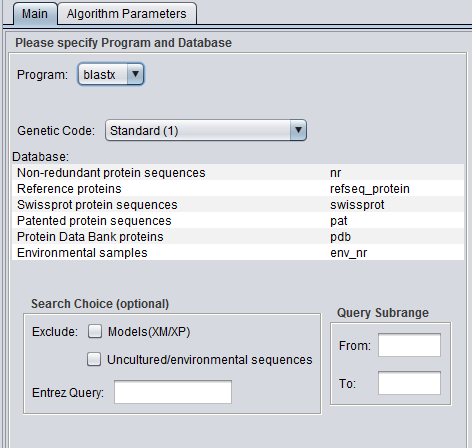 Main Algorithm Parameters
Please specify Program and Database
Program: blastx
Genetic Code: Standard (1)
Database:
Non-redundant protein sequences nr
Reference proteins refseq_protein
Swissprot protein sequences swissprot
Patented protein sequences pat
Protein Data Bank proteins pdb
Environmental samples env_nr
Search Choice (optional)
Exclude: Models(XM/XP)
Uncultured/environmental sequences
Entrez Query:
Query Subrange
From:
To: